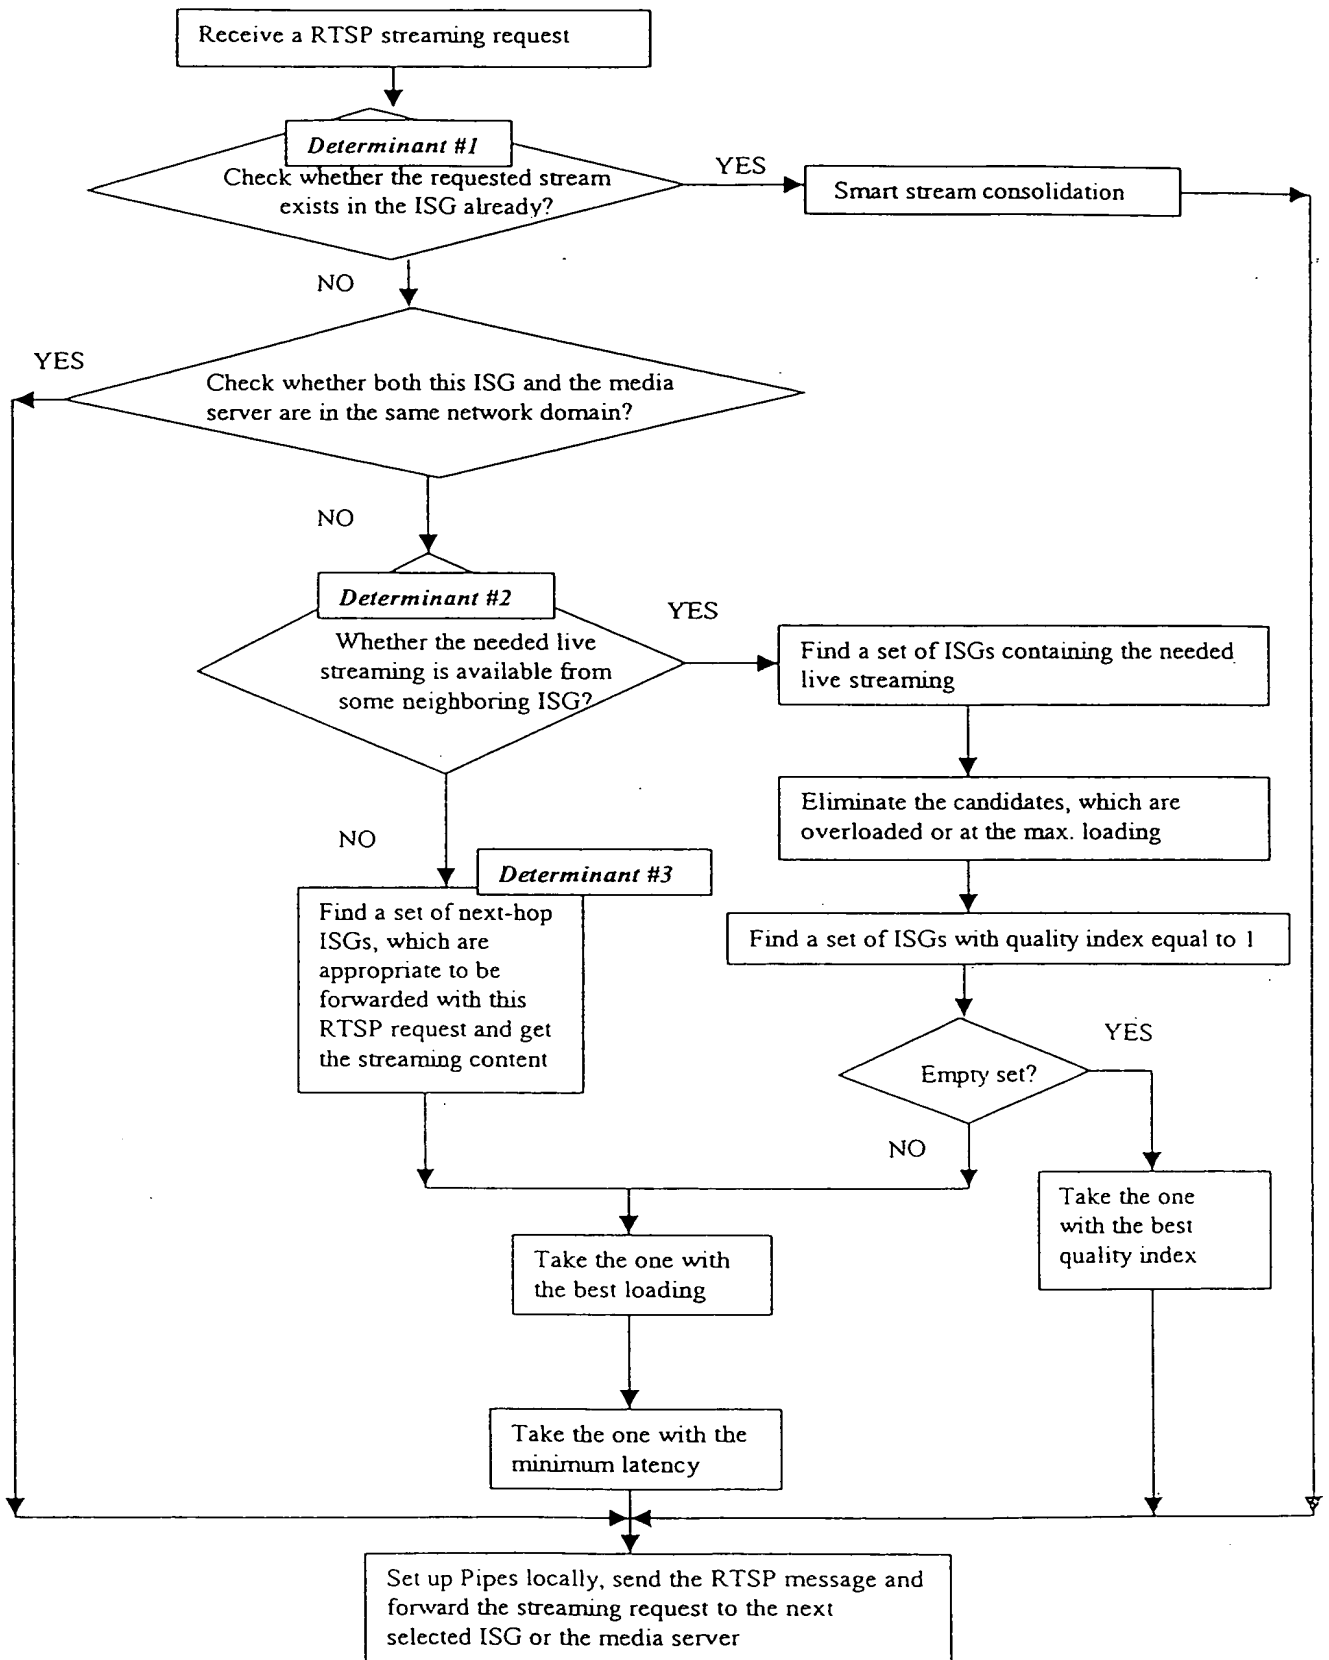 Receive a RTSP streaming request
Determinant #1
Check whether the requested stream
exists in the ISG already?
YES
Smart stream consolidation
NO
YES
Check whether both this ISG and the media
server are in the same network domain?
NO
Determinant #2
Whether the needed live
streaming is available from
some neighboring ISG?
YES
Find a set of ISGs containing the needed
live streaming
Eliminate the candidates, which are
overloaded or at the max. loading
NO
Determinant #3
Find a set of next-hop
ISGs, which are
appropriate to be
forwarded with this
RTSP request and get
the streaming content
Find a set of ISGs with quality index equal to 1
Empty set?
YES
NO
Take the one
with the best
quality index
Take the one with
the best loading
Take the one with the
minimum latency
Set up Pipes locally, send the RTSP message and
forward the streaming request to the next
selected ISG or the media server